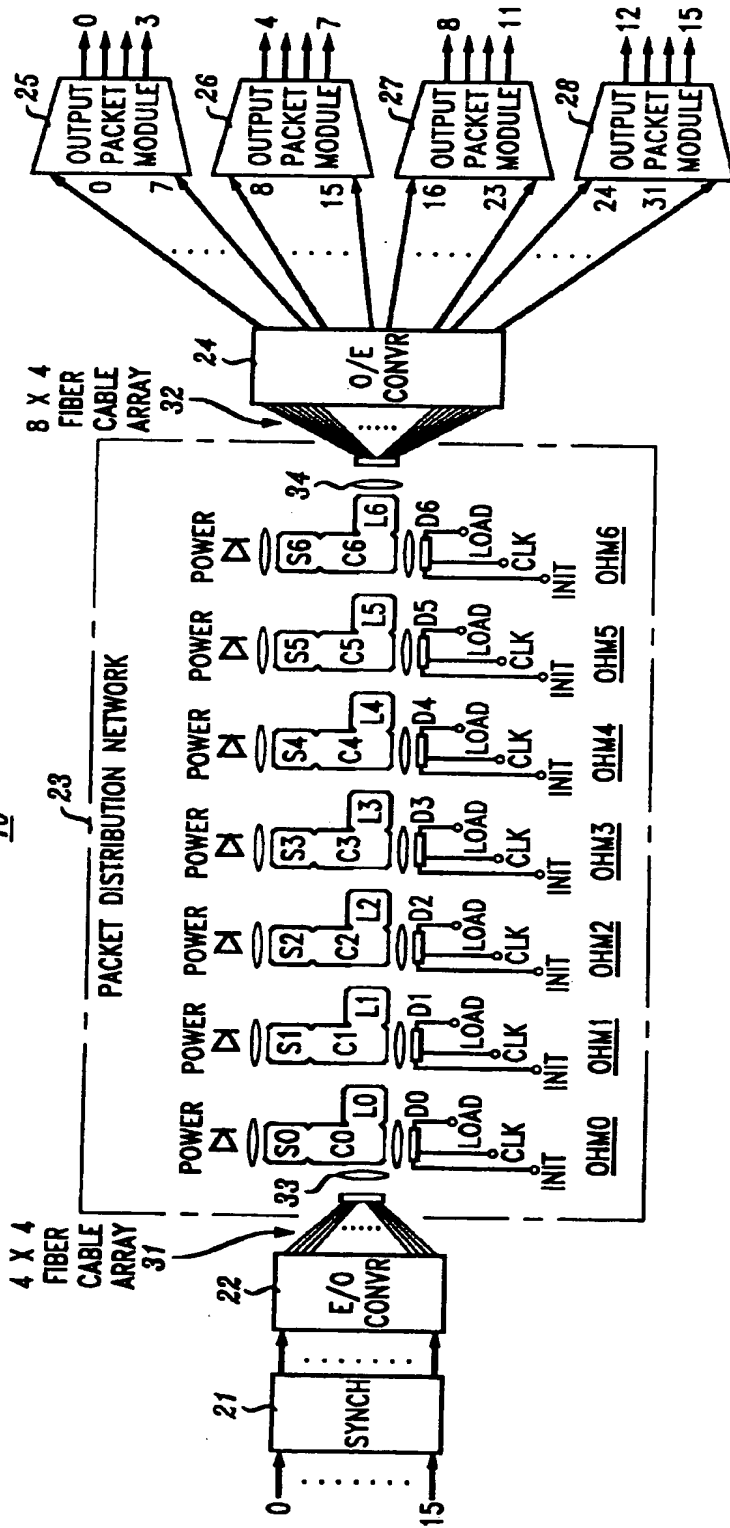 10
23
PACKET DISTRIBUTION NETWORK
0
15
21
SYNCH
22
E/O
CONVR
4 X 4
FIBER
CABLE
ARRAY
31
33
POWER
S0
C0
L0
D0
LOAD
CLK
INIT
OHM0
POWER
S1
C1
L1
D1
LOAD
CLK
INIT
OHM1
POWER
S2
C2
L2
D2
LOAD
CLK
INIT
OHM2
POWER
S3
C3
L3
D3
LOAD
CLK
INIT
OHM3
POWER
S4
C4
L4
D4
LOAD
CLK
INIT
OHM4
POWER
S5
C5
L5
D5
LOAD
CLK
INIT
OHM5
POWER
S6
C6
L6
D6
LOAD
CLK
INIT
OHM6
34
8 X 4
FIBER
CABLE
ARRAY
32
24
O/E
CONVR
25
OUTPUT
PACKET
MODULE
0
7
0
3
26
OUTPUT
PACKET
MODULE
8
15
4
7
27
OUTPUT
PACKET
MODULE
16
23
8
11
28
OUTPUT
PACKET
MODULE
24
31
12
15